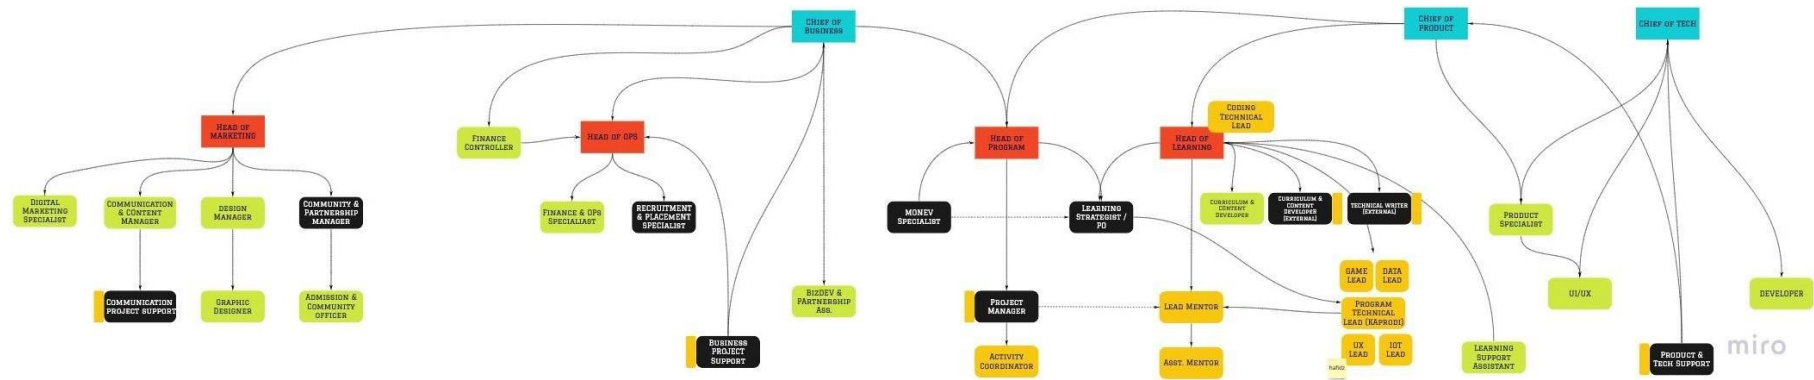 CHIEF OF
BUSINESS
CHIEF OF
PRODUCT
CHIEF OF TECH
HEAD OF
MARKETING
FINANCE
CONTROLLER
HEAD OF OPS
HEAD OF
PROGRAM
HEAD OF
LEARNING
CODING
TECHNICAL
LEAD
DIGITAL
MARKETING
SPECIALIST
COMMUNICATION
& CONTENT
MANAGER
DESIGN
MANAGER
COMMUNITY &
PARTNERSHIP
MANAGER
FINANCE & OPS
SPECIALIAST
RECRUITMENT
& PLACEMENT
SPECIALIST
MONEV
SPECIALIST
LEARNING
STRATEGIST /
PO
CURRICULUM &
CONTENT
DEVELOPER
CURRICULUM &
CONTENT
DEVELOPER
(EXTERNAL)
TECHNICAL WRITER
(EXTERNAL)
PRODUCT
SPECIALIST
COMMUNICATION
PROJECT SUPPORT
GRAPHIC
DESIGNER
ADMISSION &
COMMUNITY
OFFICER
BUSINESS
PROJECT
SUPPORT
BIZDEV &
PARTNERSHIP
ASS.
PROJECT
MANAGER
LEAD MENTOR
GAME
LEAD
DATA
LEAD
PROGRAM
TECHNICAL
LEAD (KAPRODI)
UX
LEAD
IOT
LEAD
hafidz
UI/UX
DEVELOPER
ACTIVITY
COORDINATOR
ASST. MENTOR
LEARNING
SUPPORT
ASSISTANT
PRODUCT &
TECH SUPPORT
miro